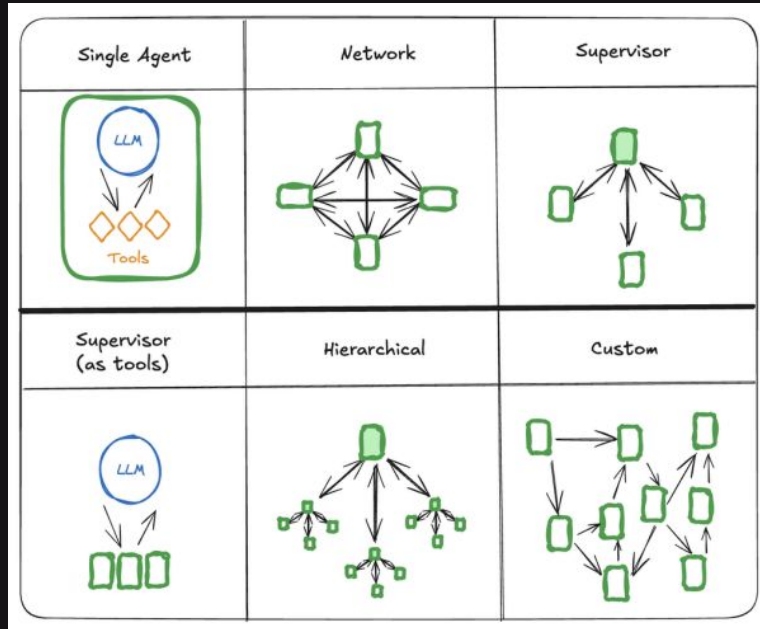 Single Agent
Network
Supervisor
LLM
Tools
Supervisor
(as tools)
Hierarchical
Custom
LLM